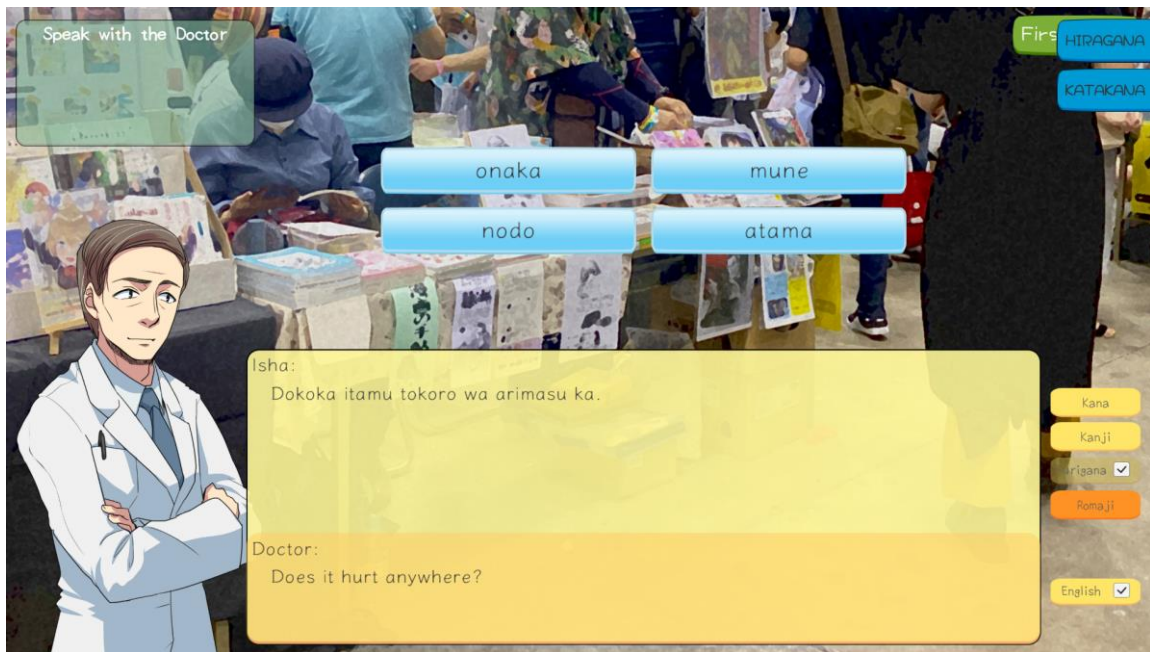 Speak with the Doctor
Firs
HIRAGANA
KATAKANA
onaka
mune
nodo
atama
Isha:
Dokoka itamu tokoro wa arimasu ka.
Kana
Kanji
rigana
Romaji
Doctor:
Does it hurt anywhere?
English